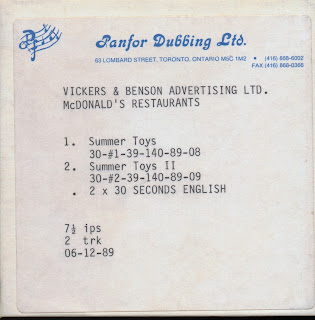 Panfor Dubbing Ltd.
63 LOMBARD STREET, TORONTO, ONTARIO M5C 1M2 • (416) 868-6002
FAX (416) 868-0366
VICKERS & BENSON ADVERTISING LTD.
McDONALD'S RESTAURANTS
1. Summer Toys
30-#1-39-140-89-08
2. Summer Toys II
30-#2-39-140-89-09
. 2 x 30 SECONDS ENGLISH
7½ ips
2 trk
06-12-89